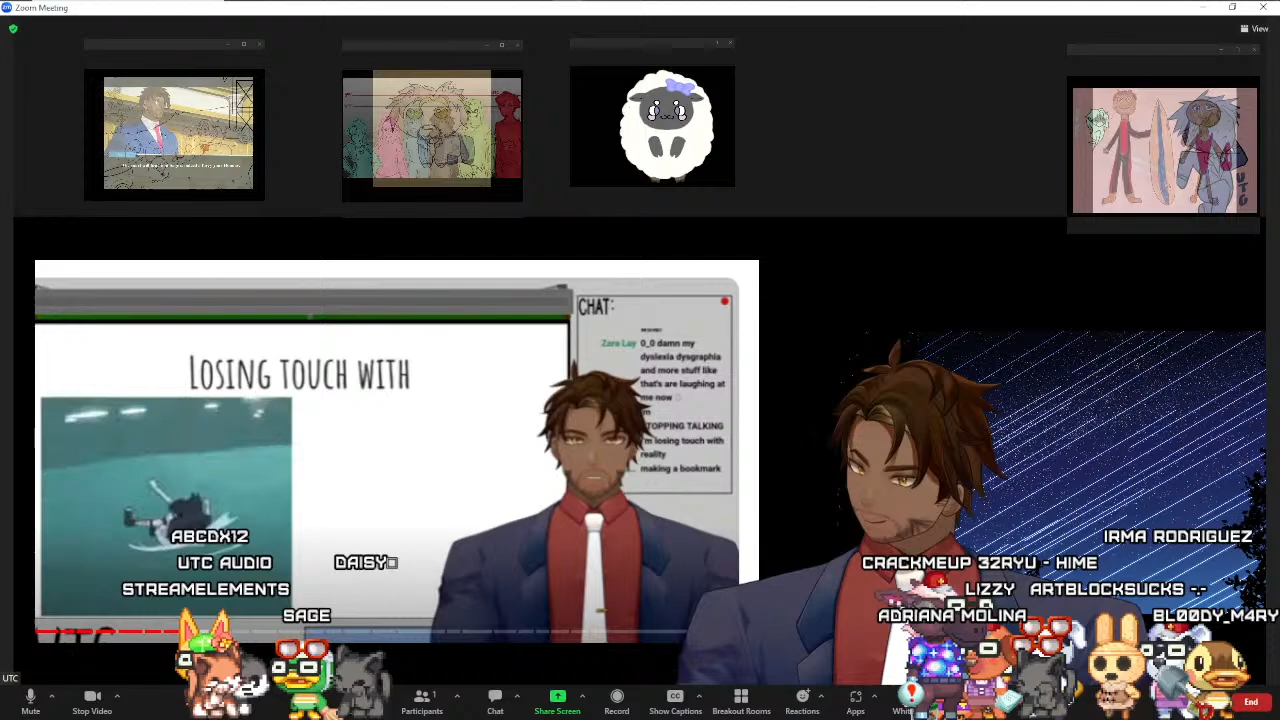 Zoom Meeting
View
CHAT:
Zara Lay 0_0 damn my
dyslexia dysgraphia
and more stuff like
that's are laughing at
me now
STOPPING TALKING
I'm losing touch with
reality
making a bookmark
LOSING TOUCH WITH
ABCDX12
IRMA RODRIGUEZ
UTC AUDIO
DAISY□
CRACKMEUP 32RYU - HIME
STREAMELEMENTS
LIZZY
ARTBLOCKSUCKS -.-
SAGE
ADRIANA MOLINA
BL00DY_M4RY
UTC
Mute
Stop Video
Participants
1
Chat
Share Screen
Record
Show Captions
Breakout Rooms
Reactions
Apps
End